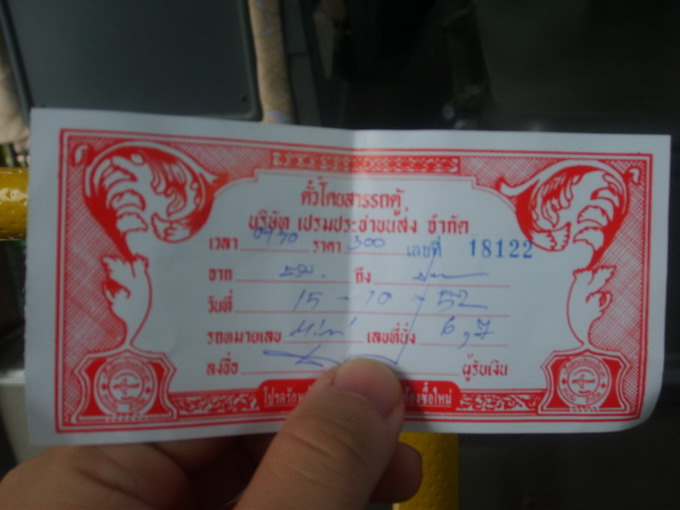 ตั๋วโดยสารรถตู้
บริษัท เปรมประชาขนส่ง จำกัด
เวลา 0930 ราคา 300 เลขที่ 18122
จาก ถึง
วันที่ 15-10-52
รถหมายเลข เลขที่นั่ง 6,7
ลงชื่อ ผู้รับเงิน